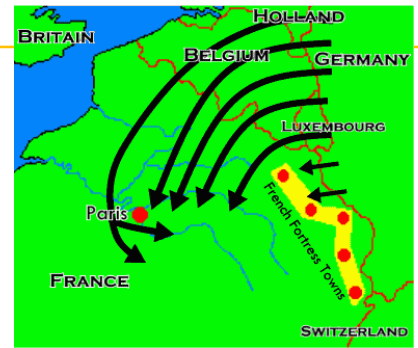 HOLLAND
BRITAIN
BELGIUM
GERMANY
LUXEMBOURG
Paris
French Fortress Towns
FRANCE
SWITZERLAND